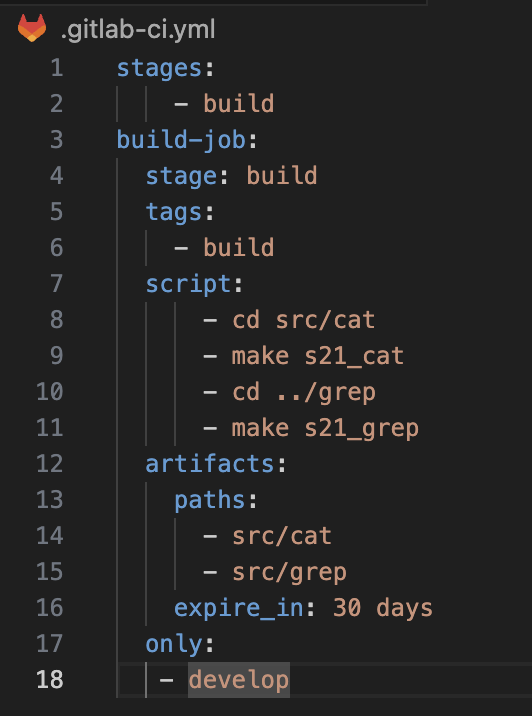 .gitlab-ci.yml
1 stages:
2 - build
3 build-job:
4 stage: build
5 tags:
6 - build
7 script:
8 - cd src/cat
9 - make s21_cat
10 - cd ../grep
11 - make s21_grep
12 artifacts:
13 paths:
14 - src/cat
15 - src/grep
16 expire_in: 30 days
17 only:
18 - develop